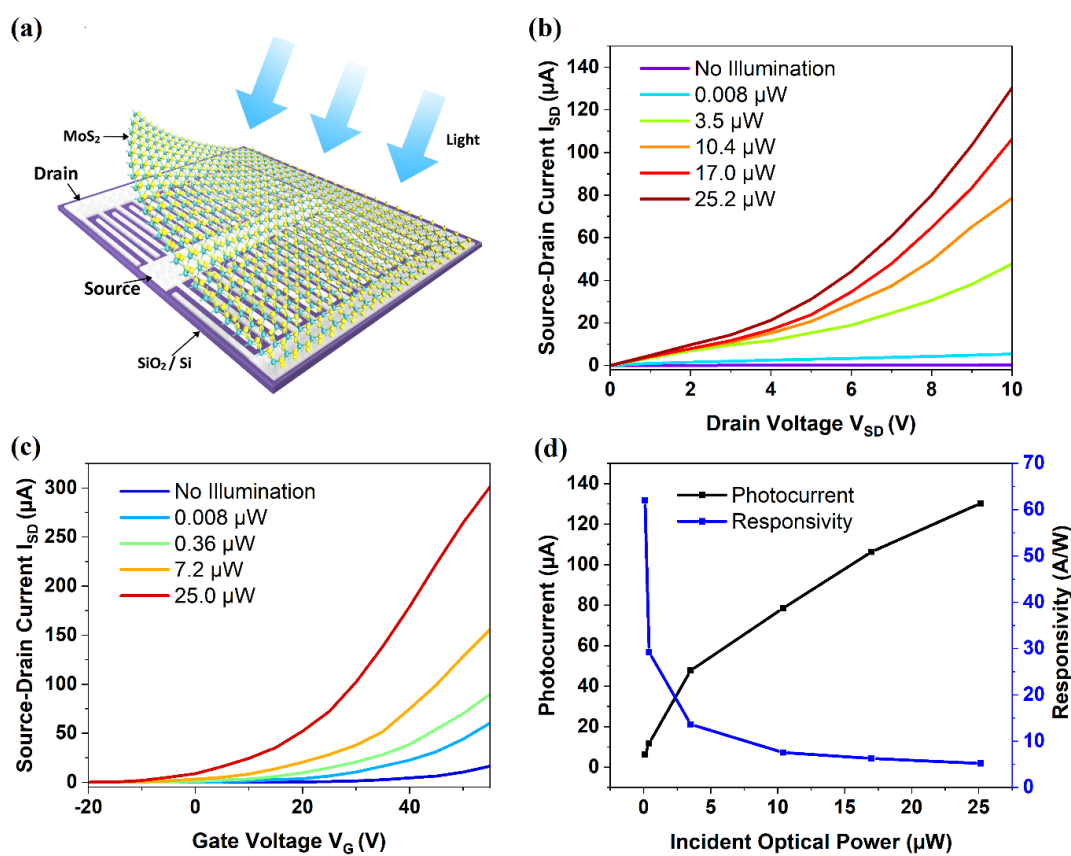 (a)
MoS₂
Drain
Source
SiO₂ / Si
Light
(b)
Source-Drain Current I_SD (µA)
140
120
100
80
60
40
20
0
No Illumination
0.008 µW
3.5 µW
10.4 µW
17.0 µW
25.2 µW
0 2 4 6 8 10
Drain Voltage V_SD (V)
(c)
Source-Drain Current I_SD (µA)
300
250
200
150
100
50
0
No Illumination
0.008 µW
0.36 µW
7.2 µW
25.0 µW
-20 0 20 40
Gate Voltage V_G (V)
(d)
Photocurrent (µA)
140
120
100
80
60
40
20
0
Photocurrent
Responsivity
0 5 10 15 20 25
Incident Optical Power (µW)
70
60
50
40
30
20
10
0
Responsivity (A/W)